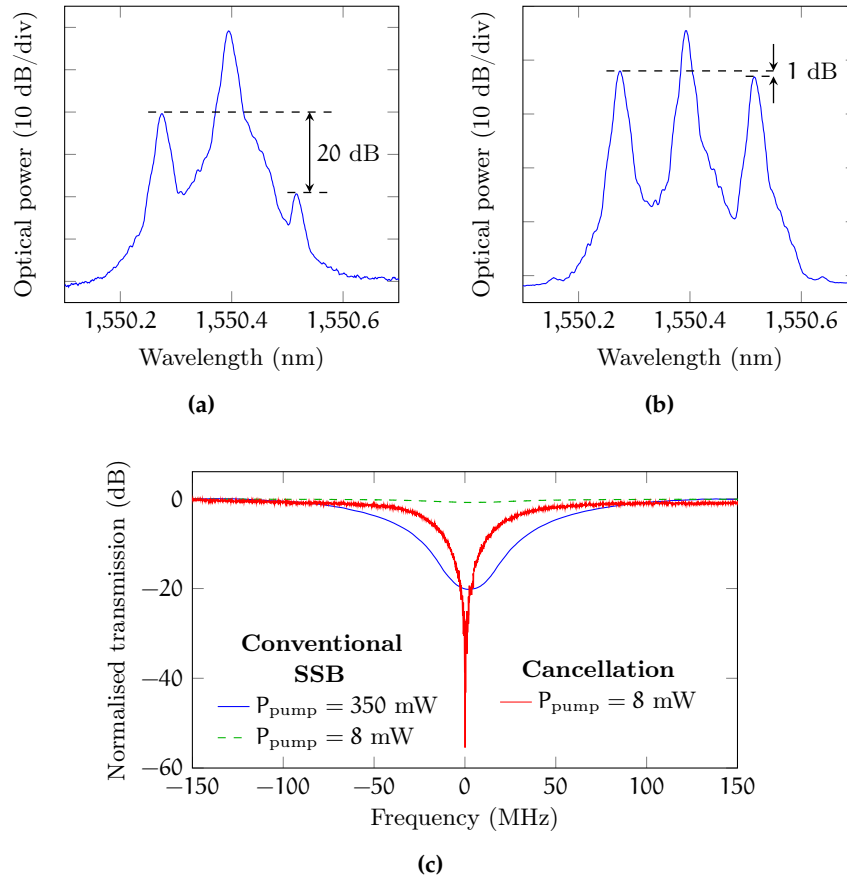 Optical power (10 dB/div)
20 dB
1,550.2 1,550.4 1,550.6
Wavelength (nm)
(a)
Optical power (10 dB/div)
1 dB
1,550.2 1,550.4 1,550.6
Wavelength (nm)
(b)
Normalised transmission (dB)
0
−20
−40
−60
Conventional
SSB
P_pump = 350 mW
P_pump = 8 mW
Cancellation
P_pump = 8 mW
−150 −100 −50 0 50 100 150
Frequency (MHz)
(c)